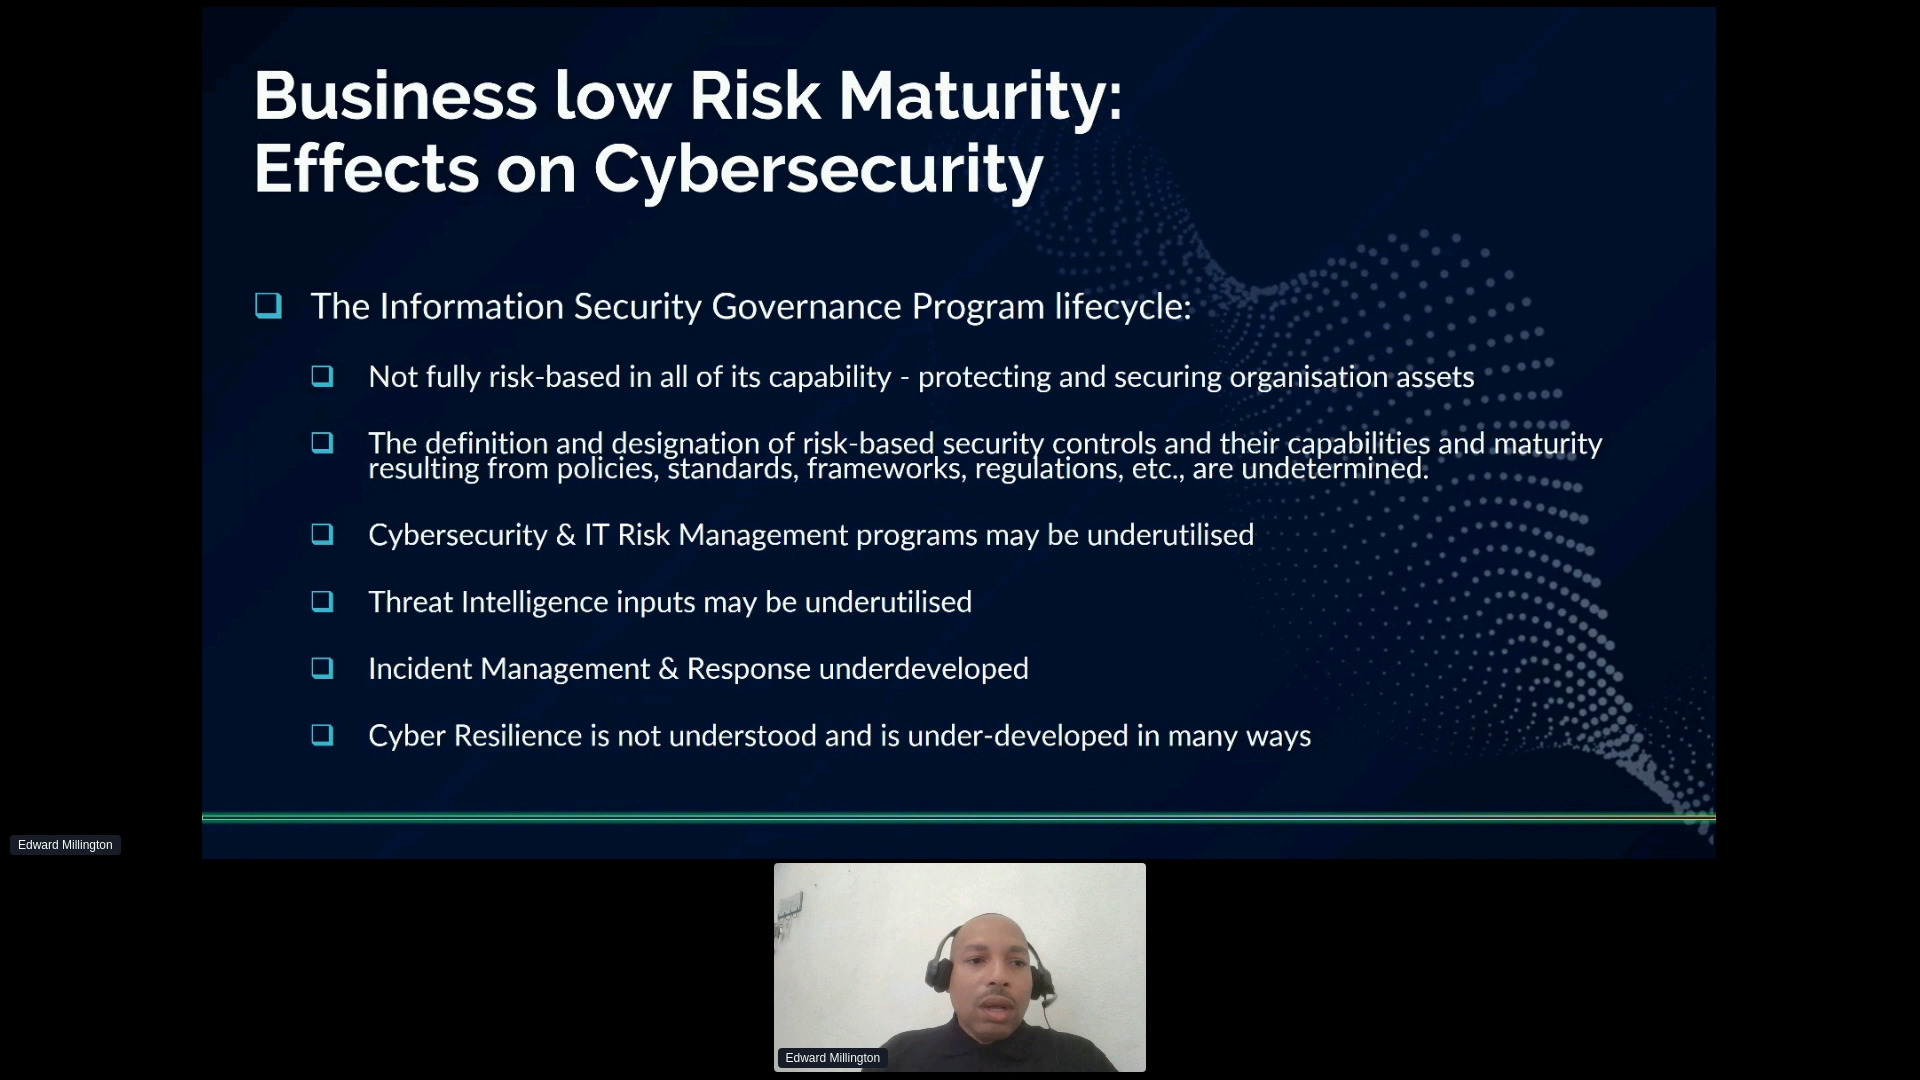 Business low Risk Maturity:
Effects on Cybersecurity
The Information Security Governance Program lifecycle:
Not fully risk-based in all of its capability - protecting and securing organisation assets
The definition and designation of risk-based security controls and their capabilities and maturity
resulting from policies, standards, frameworks, regulations, etc., are undetermined.
Cybersecurity & IT Risk Management programs may be underutilised
Threat Intelligence inputs may be underutilised
Incident Management & Response underdeveloped
Cyber Resilience is not understood and is under-developed in many ways
Edward Millington
Edward Millington